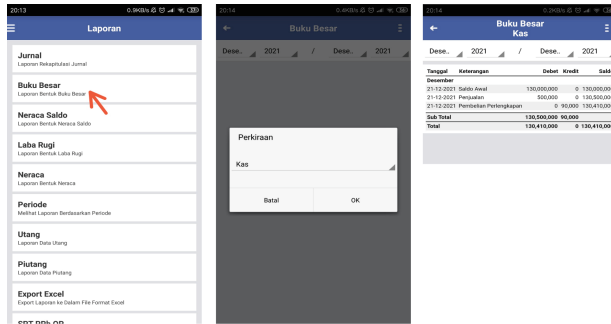 20:13 0.9KB/s
Laporan
Jurnal
Laporan Rekapitulasi Jurnal
Buku Besar
Laporan Bentuk Buku Besar
Neraca Saldo
Laporan Bentuk Neraca Saldo
Laba Rugi
Laporan Bentuk Laba Rugi
Neraca
Laporan Bentuk Neraca
Periode
Melihat Laporan Berdasarkan Periode
Utang
Laporan Data Utang
Piutang
Laporan Data Piutang
Export Excel
Export Laporan ke Dalam File Format Excel
SPT PPh OP
20:14 0.4KB/s
Buku Besar
Dese.. 2021 / Dese.. 2021
Perkiraan
Kas
Batal OK
20:14 0.2KB/s
Buku Besar
Kas
Dese.. 2021 / Dese.. 2021
Tanggal Keterangan Debet Kredit Saldo
Desember
21-12-2021 Saldo Awal 130,000,000 0 130,000,00
21-12-2021 Penjualan 500,000 0 130,500,00
21-12-2021 Pembelian Perlengkapan 0 90,000 130,410,00
Sub Total 130,500,000 90,000
Total 130,410,000 0 130,410,00